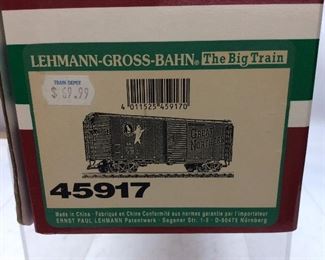 LEHMANN-GROSS-BAHN® The Big Train
TRAIN DEPOT
$ 69.99
4 011525 459170
GREAT NORTHERN
45917
Made in China - Fabriqué en Chine Conformité aux normes garantie par l'importateur
ERNST PAUL LEHMANN Patentwerk - Saganer Str. 1-5 - D-90475 Nürnberg